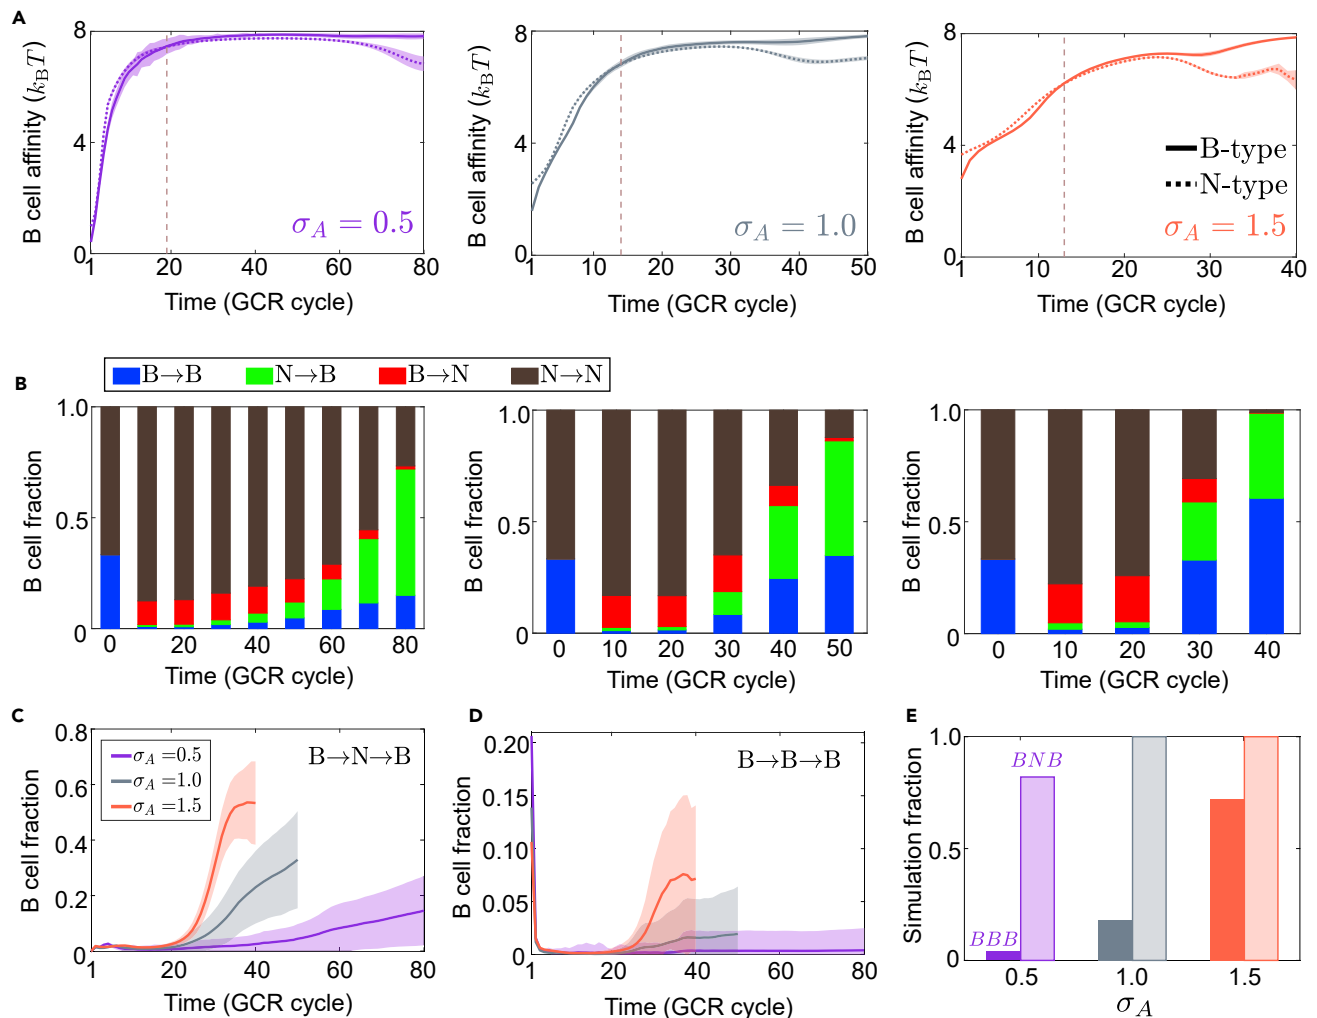 A
B cell affinity (k_BT)
8
4
0
1
20
40
60
80
σ_A = 0.5
Time (GCR cycle)
B cell affinity (k_BT)
8
4
0
1
10
20
30
40
50
σ_A = 1.0
Time (GCR cycle)
B cell affinity (k_BT)
8
4
0
1
10
20
30
40
B-type
N-type
σ_A = 1.5
Time (GCR cycle)
B
B→B
N→B
B→N
N→N
B cell fraction
1.0
0.5
0
0
10
20
30
40
50
60
70
80
Time (GCR cycle)
B cell fraction
1.0
0.5
0
0
10
20
30
40
50
Time (GCR cycle)
B cell fraction
1.0
0.5
0
0
10
20
30
40
Time (GCR cycle)
C
B cell fraction
0.8
0.6
0.4
0.2
0
1
20
40
60
80
σ_A =0.5
σ_A =1.0
σ_A =1.5
B→N→B
Time (GCR cycle)
D
B cell fraction
0.20
0.15
0.10
0.05
0
1
20
40
60
80
B→B→B
Time (GCR cycle)
E
Simulation fraction
1.0
0.5
0
BNB
BBB
0.5
1.0
1.5
σ_A